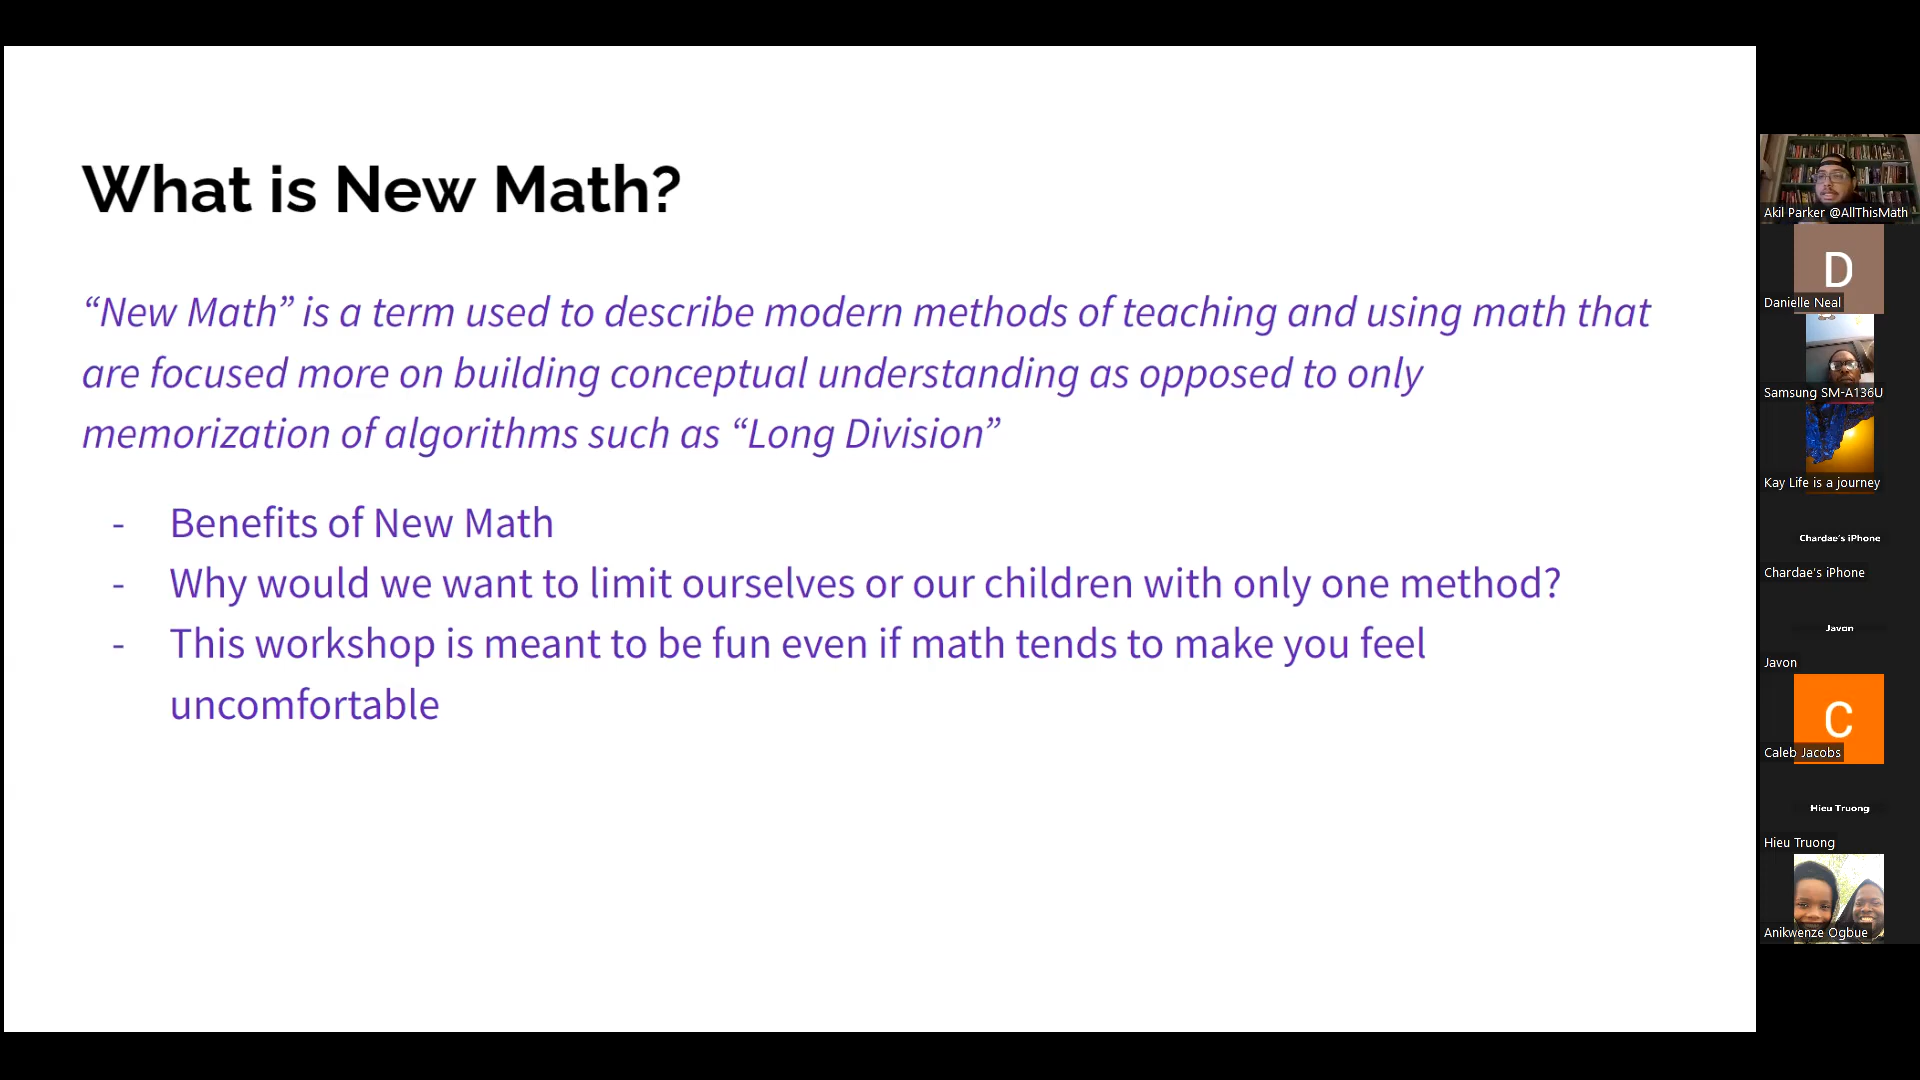 What is New Math?
“New Math” is a term used to describe modern methods of teaching and using math that
are focused more on building conceptual understanding as opposed to only
memorization of algorithms such as “Long Division”
- Benefits of New Math
- Why would we want to limit ourselves or our children with only one method?
- This workshop is meant to be fun even if math tends to make you feel
uncomfortable
Akil Parker @AllThisMath
D
Danielle Neal
Samsung SM-A136U
Kay Life is a journey
Chardae's iPhone
Chardae's iPhone
Javon
Javon
C
Caleb Jacobs
Hieu Truong
Hieu Truong
Anikwenze Ogbue